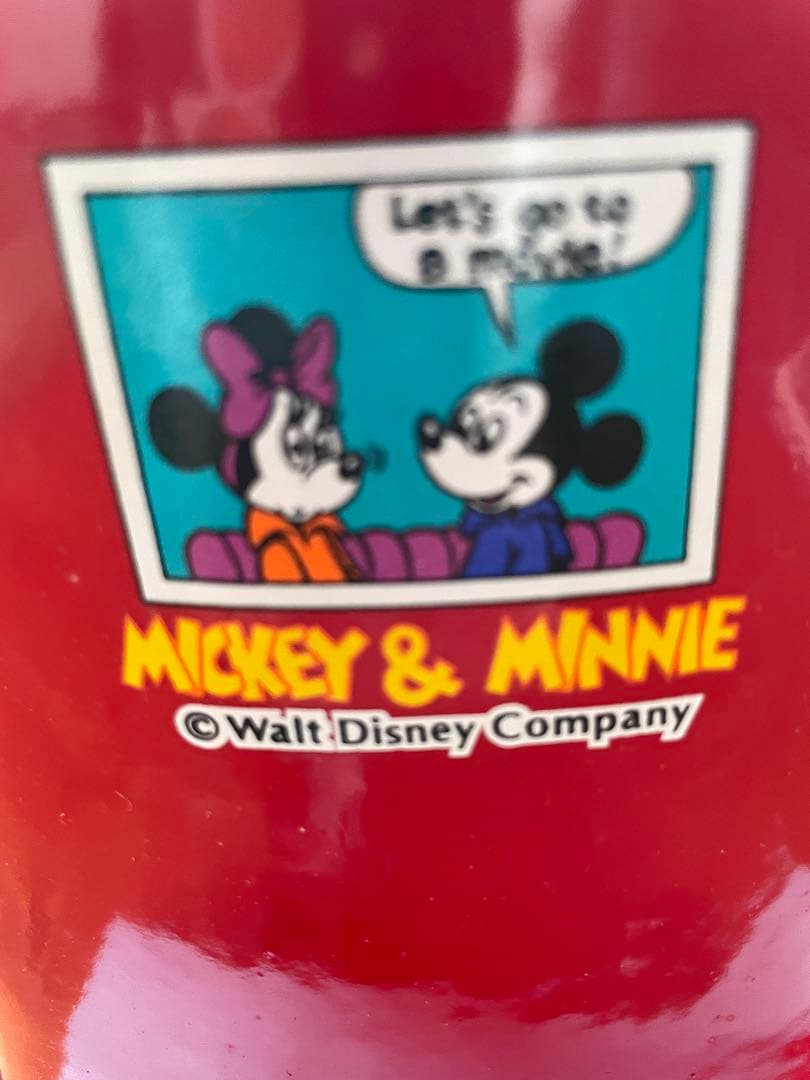 Let's go to
a movie!
MICKEY & MINNIE
©Walt Disney Company